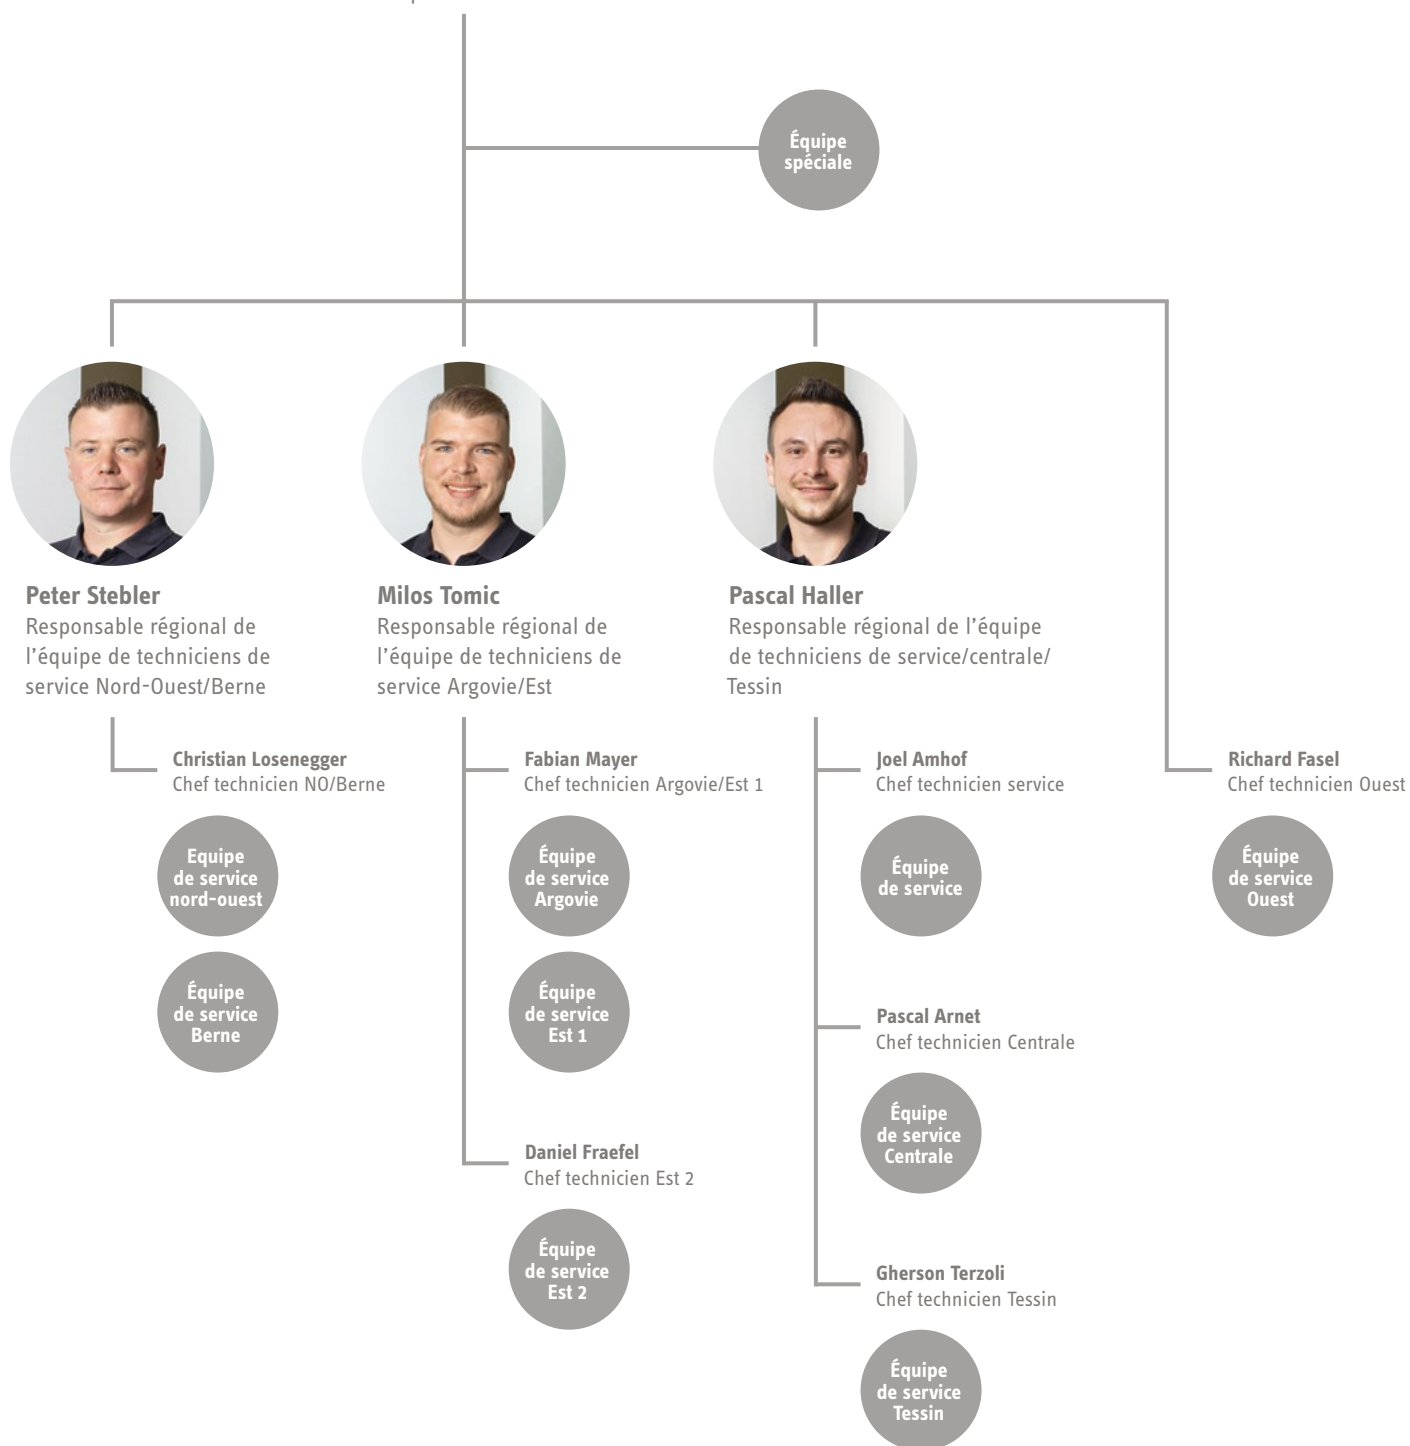 Équipe
spéciale
Peter Stebler
Responsable régional de
l’équipe de techniciens de
service Nord-Ouest/Berne
Milos Tomic
Responsable régional de
l’équipe de techniciens de
service Argovie/Est
Pascal Haller
Responsable régional de l’équipe
de techniciens de service/centrale/
Tessin
Christian Losenegger
Chef technicien NO/Berne
Equipe
de service
nord-ouest
Équipe
de service
Berne
Fabian Mayer
Chef technicien Argovie/Est 1
Équipe
de service
Argovie
Équipe
de service
Est 1
Daniel Fraefel
Chef technicien Est 2
Équipe
de service
Est 2
Joel Amhof
Chef technicien service
Équipe
de service
Pascal Arnet
Chef technicien Centrale
Équipe
de service
Centrale
Gherson Terzoli
Chef technicien Tessin
Équipe
de service
Tessin
Richard Fasel
Chef technicien Ouest
Équipe
de service
Ouest